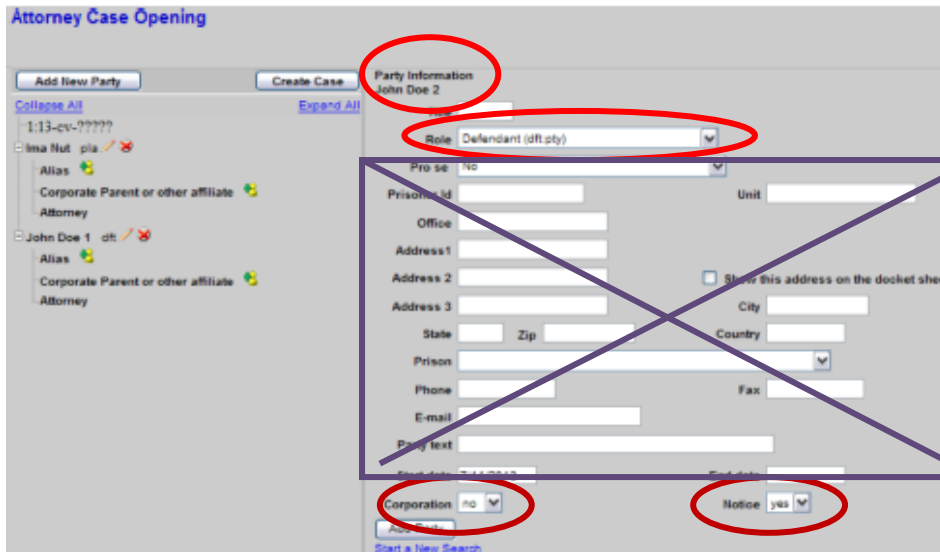 Attorney Case Opening
Add New Party Create Case
Collapse All Expand All
1:13-cv-?????
Ima Nut pla
Alias
Corporate Parent or other affiliate
Attorney
John Doe 1 dft
Alias
Corporate Parent or other affiliate
Attorney
Party Information
John Doe 2
Role Defendant (dft:pty)
Pro se No
Prisoner Id Unit
Office
Address1
Address 2 Show this address on the docket shee
Address 3 City
State Zip Country
Prison
Phone Fax
E-mail
Party text
Start date End date
Corporation no Notice yes
Add Party
Start a New Search